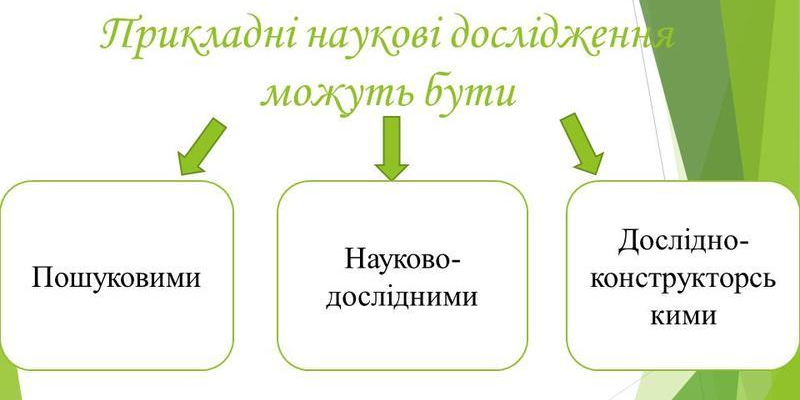 Прикладні наукові дослідження
можуть бути
Пошуковими
Науково-
дослідними
Дослідно-
конструкторсь
кими